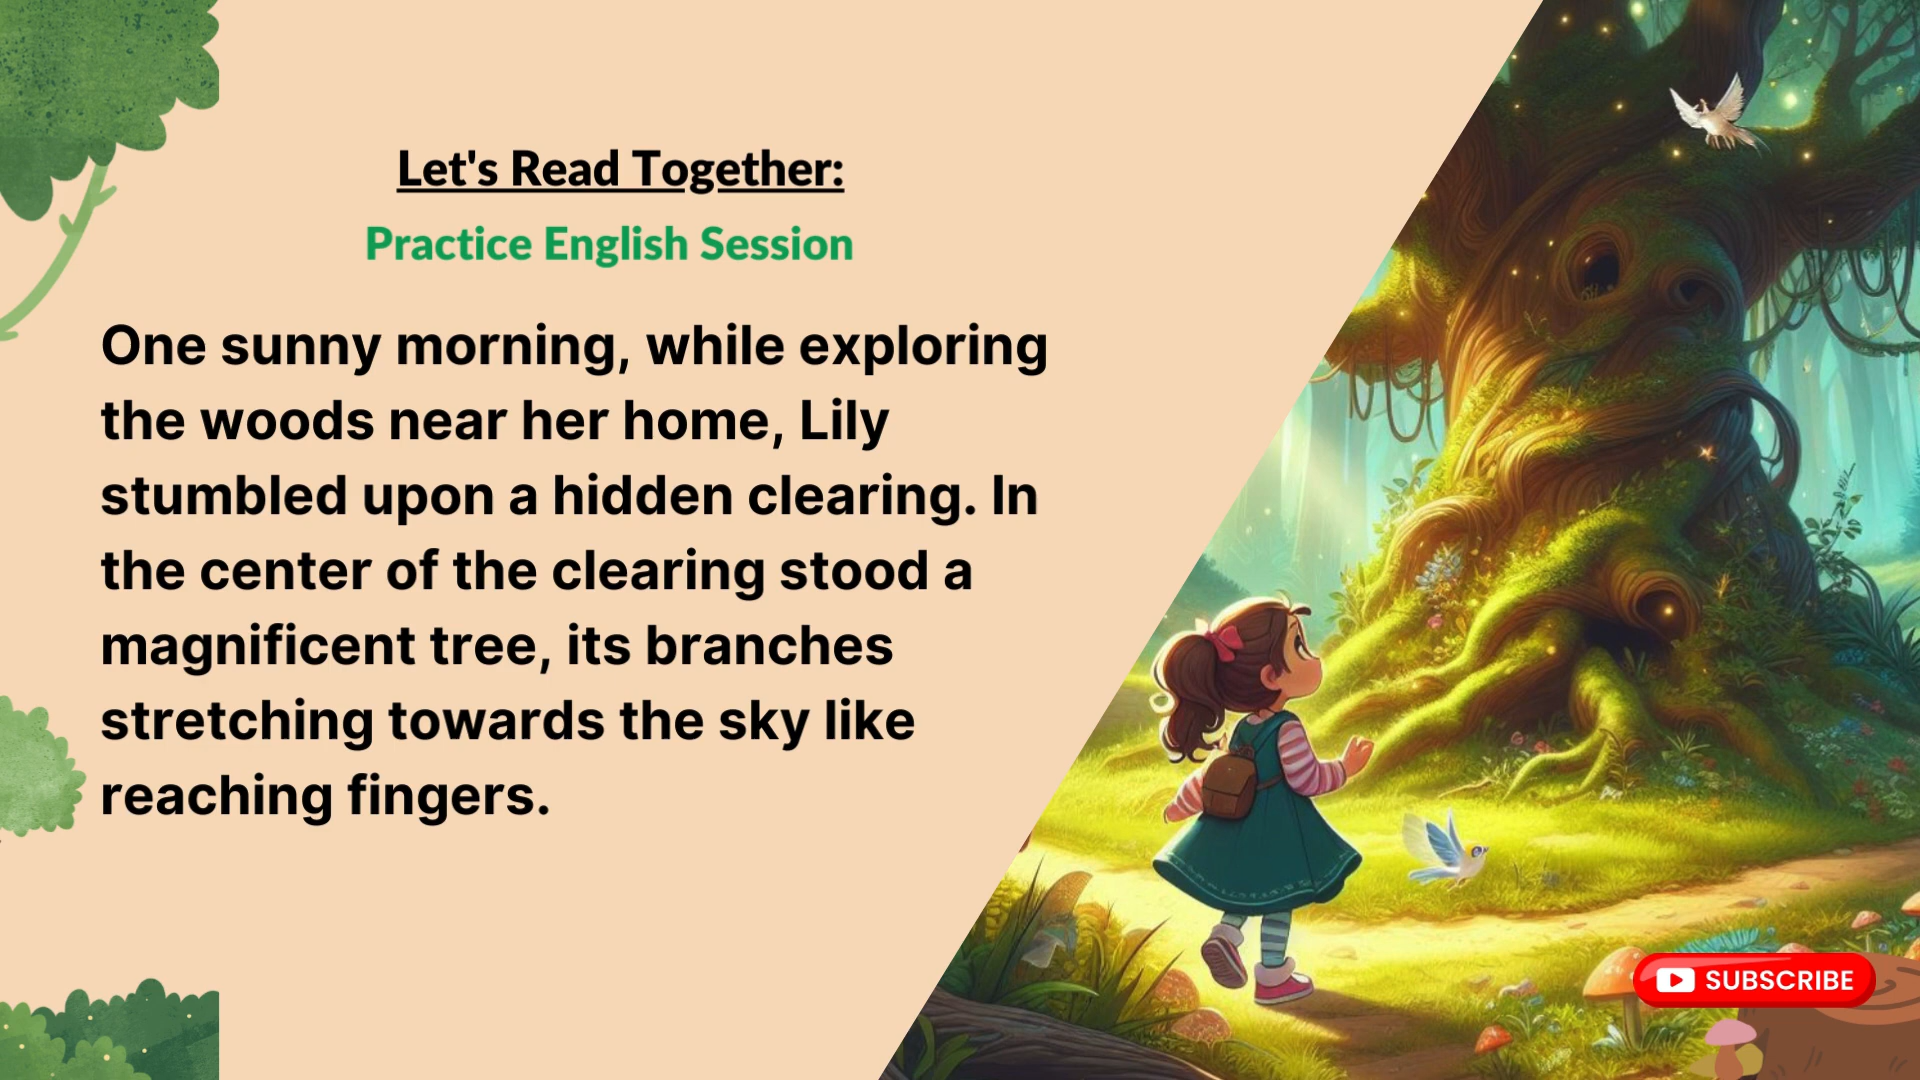 Let's Read Together:
Practice English Session
One sunny morning, while exploring
the woods near her home, Lily
stumbled upon a hidden clearing. In
the center of the clearing stood a
magnificent tree, its branches
stretching towards the sky like
reaching fingers.
SUBSCRIBE